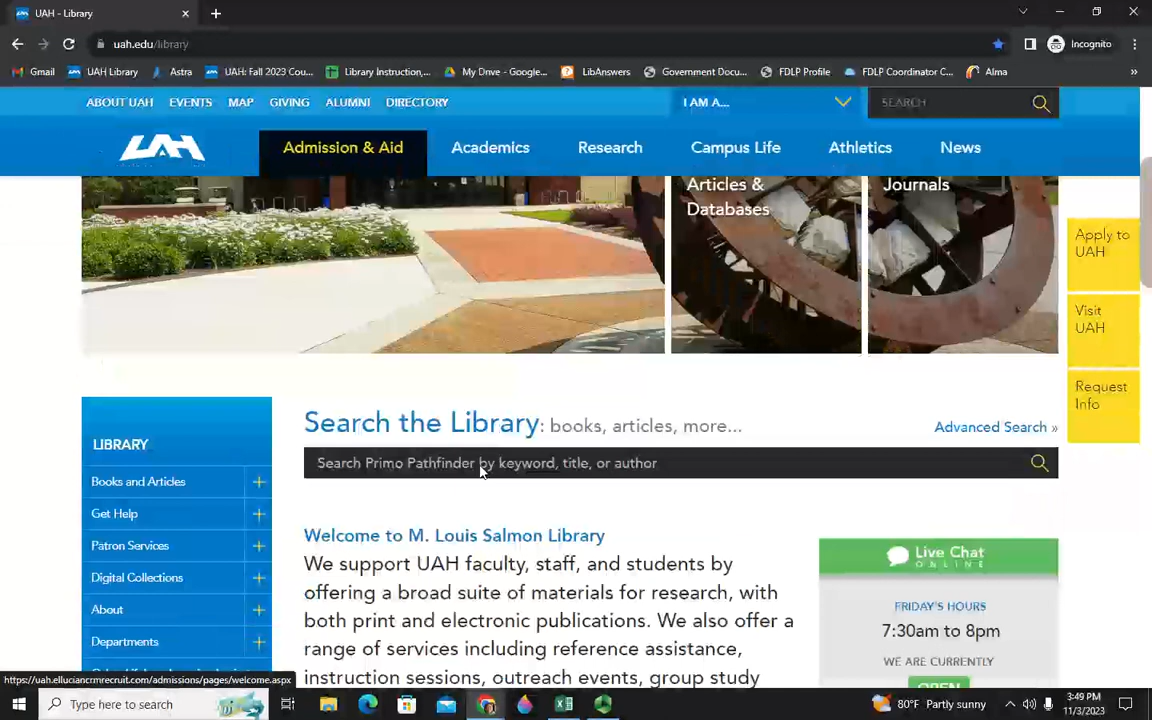 UAH - Library
uah.edu/library
Incognito
Gmail
UAH Library
Astra
UAH: Fall 2023 Cou...
Library Instruction,...
My Drive - Google...
LibAnswers
Government Docu...
FDLP Profile
FDLP Coordinator C...
Alma
ABOUT UAH
EVENTS
MAP
GIVING
ALUMNI
DIRECTORY
I AM A...
SEARCH
UAH
Admission & Aid
Academics
Research
Campus Life
Athletics
News
Articles &
Databases
Journals
Apply to
UAH
Visit
UAH
Request
Info
Search the Library: books, articles, more...
Advanced Search »
Search Primo Pathfinder by keyword, title, or author
LIBRARY
Books and Articles
Get Help
Patron Services
Digital Collections
About
Departments
Welcome to M. Louis Salmon Library
We support UAH faculty, staff, and students by
offering a broad suite of materials for research, with
both print and electronic publications. We also offer a
range of services including reference assistance,
instruction sessions, outreach events, group study
Live Chat
ONLINE
FRIDAY'S HOURS
7:30am to 8pm
WE ARE CURRENTLY
OPEN
https://uah.elluciancrmrecruit.com/admissions/pages/welcome.aspx
Type here to search
80°F Partly sunny
3:49 PM
11/3/2023